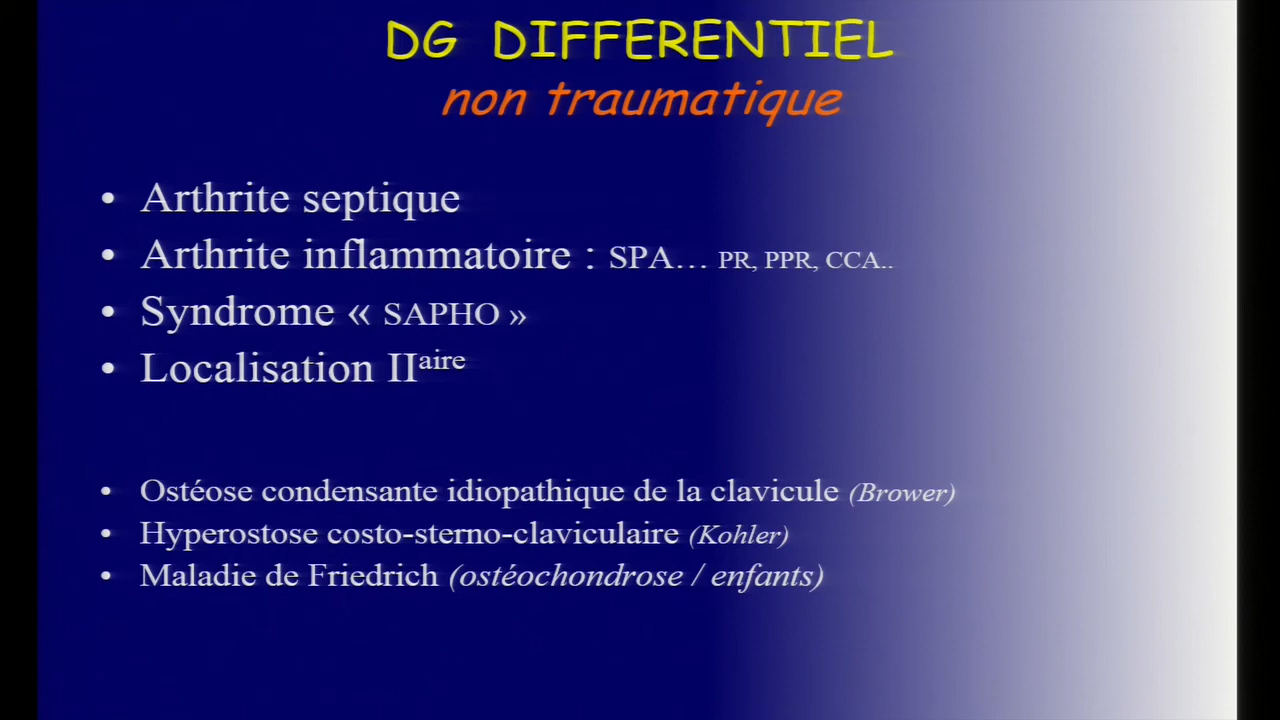 DG DIFFERENTIEL
non traumatique
• Arthrite septique
• Arthrite inflammatoire : SPA… PR, PPR, CCA..
• Syndrome « SAPHO »
• Localisation IIaire
• Ostéose condensante idiopathique de la clavicule (Brower)
• Hyperostose costo-sterno-claviculaire (Kohler)
• Maladie de Friedrich (ostéochondrose / enfants)